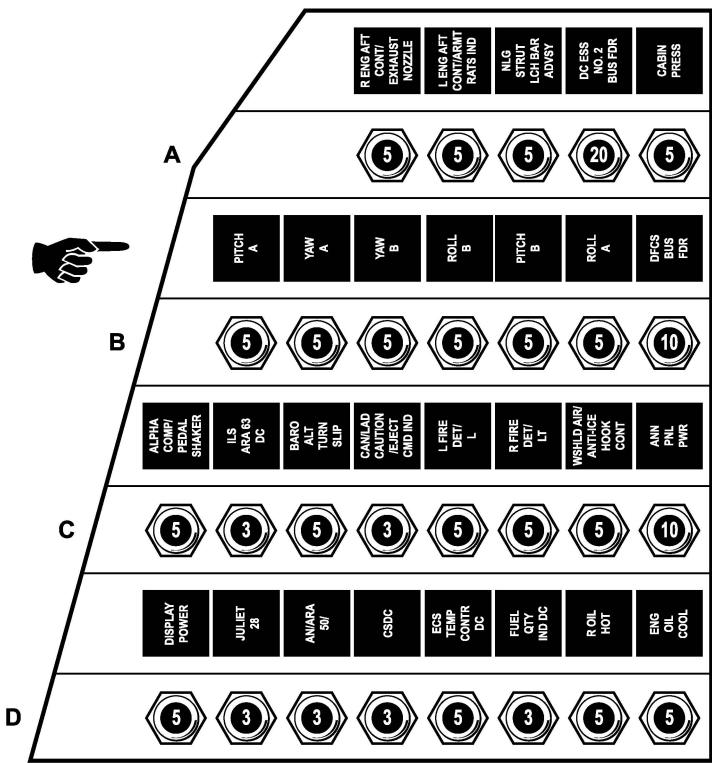 R ENG AFT
CONT/
EXHAUST
NOZZLE
L ENG AFT
CONT/ARMT
RATS IND
NLG
STRUT
LCH BAR
ADVSY
DC ESS
NO. 2
BUS FDR
CABIN
PRESS
A
5
5
5
20
5
PITCH
A
YAW
A
YAW
B
ROLL
B
PITCH
B
ROLL
A
DFCS
BUS
FDR
B
5
5
5
5
5
5
10
ALPHA
COMP/
PEDAL
SHAKER
ILS
ARA 63
DC
BARO
ALT
TURN
SLIP
CAN/LAD
CAUTION
/EJECT
CMD IND
L FIRE
DET/
L
R FIRE
DET/
LT
WSHLD AIR/
ANTI-ICE
HOOK
CONT
ANN
PNL
PWR
C
5
3
5
3
5
5
5
10
DISPLAY
POWER
JULIET
28
AN/ARA
50/
CSDC
ECS
TEMP
CONTR
DC
FUEL
QTY
IND DC
R OIL
HOT
ENG
OIL
COOL
D
5
3
3
3
5
3
5
5